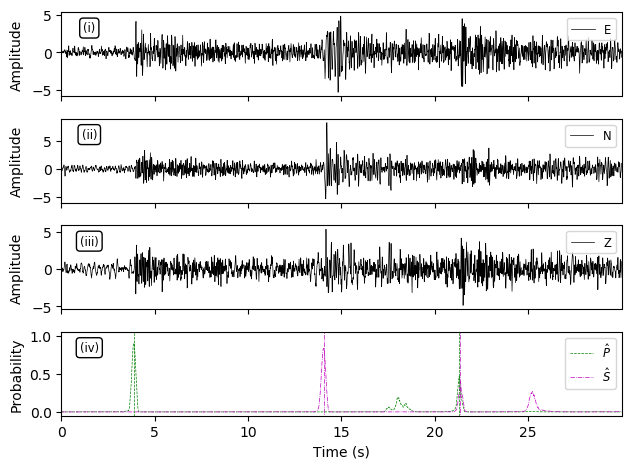 5
0
−5
Amplitude
(i)
E
5
0
−5
Amplitude
(ii)
N
5
0
−5
Amplitude
(iii)
Z
1.0
0.5
0.0
Probability
(iv)
P̂
Ŝ
0 5 10 15 20 25
Time (s)